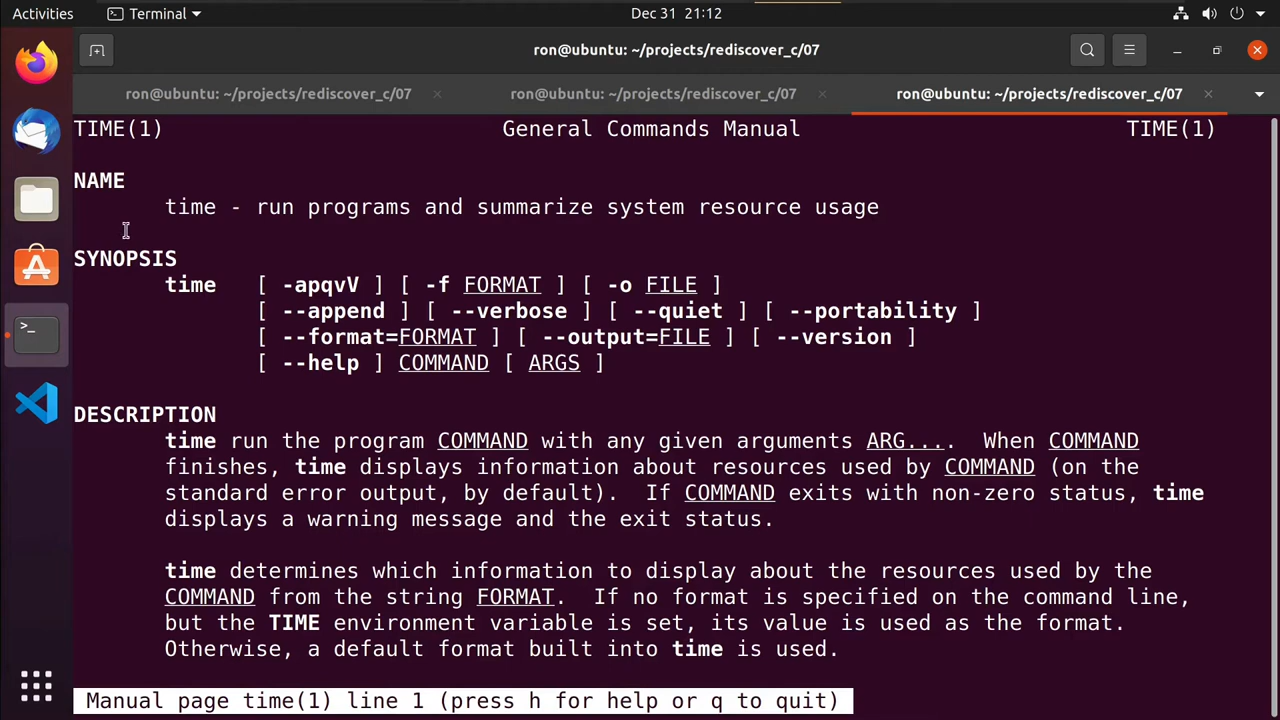 Activities Terminal Dec 31 21:12
ron@ubuntu: ~/projects/rediscover_c/07
ron@ubuntu: ~/projects/rediscover_c/07 × ron@ubuntu: ~/projects/rediscover_c/07 × ron@ubuntu: ~/projects/rediscover_c/07 ×
TIME(1) General Commands Manual TIME(1)
NAME
time - run programs and summarize system resource usage
SYNOPSIS
time [ -apqvV ] [ -f FORMAT ] [ -o FILE ]
[ --append ] [ --verbose ] [ --quiet ] [ --portability ]
[ --format=FORMAT ] [ --output=FILE ] [ --version ]
[ --help ] COMMAND [ ARGS ]
DESCRIPTION
time run the program COMMAND with any given arguments ARG.... When COMMAND
finishes, time displays information about resources used by COMMAND (on the
standard error output, by default). If COMMAND exits with non-zero status, time
displays a warning message and the exit status.
time determines which information to display about the resources used by the
COMMAND from the string FORMAT. If no format is specified on the command line,
but the TIME environment variable is set, its value is used as the format.
Otherwise, a default format built into time is used.
Manual page time(1) line 1 (press h for help or q to quit)